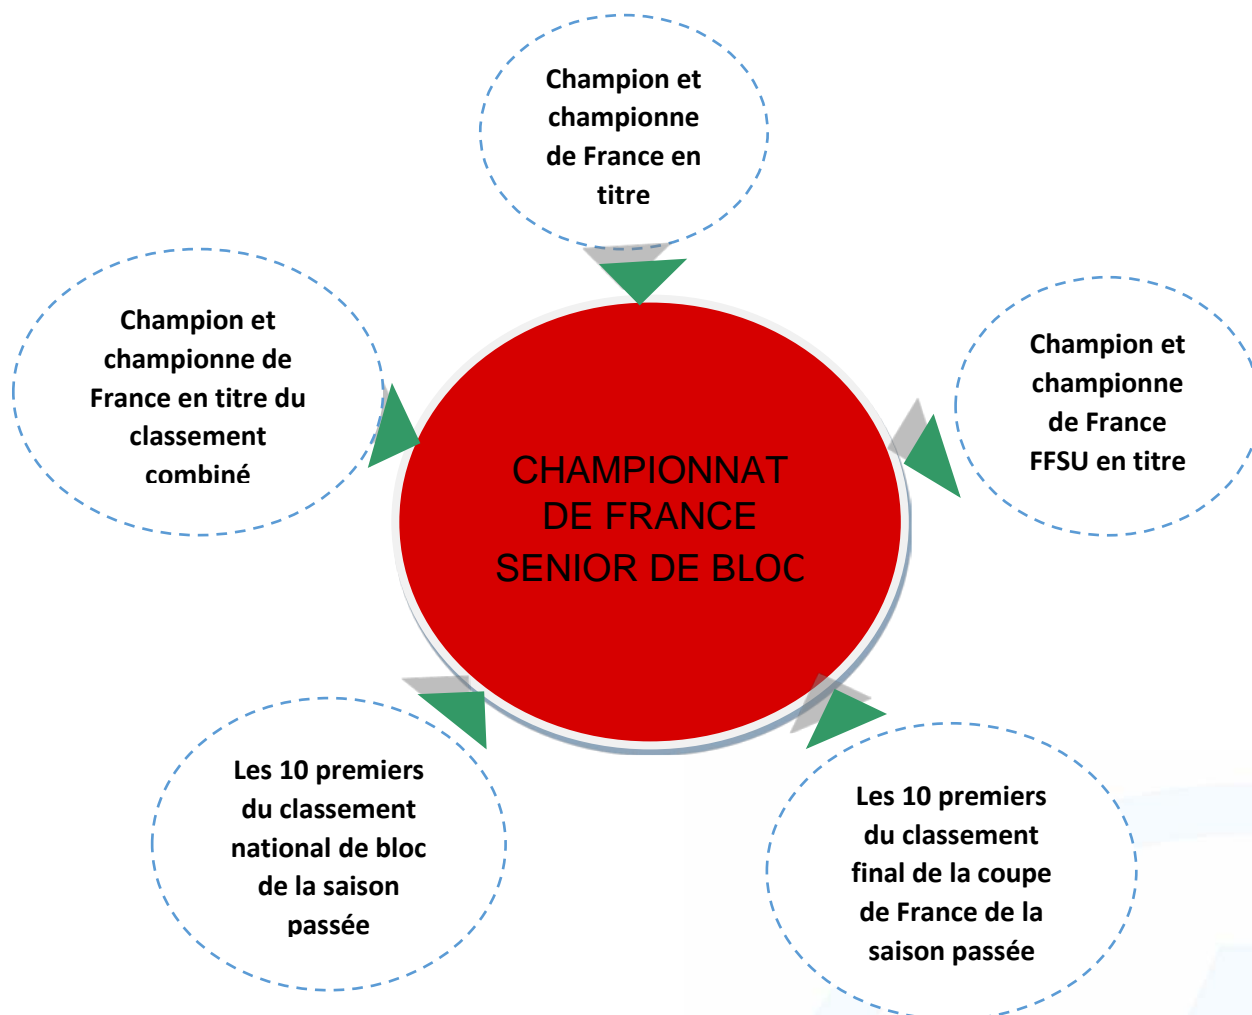 Champion et
championne
de France en
titre
Champion et
championne de
France en titre du
classement
combiné
Champion et
championne
de France
FFSU en titre
CHAMPIONNAT
DE FRANCE
SENIOR DE BLOC
Les 10 premiers
du classement
national de bloc
de la saison
passée
Les 10 premiers
du classement
final de la coupe
de France de la
saison passée